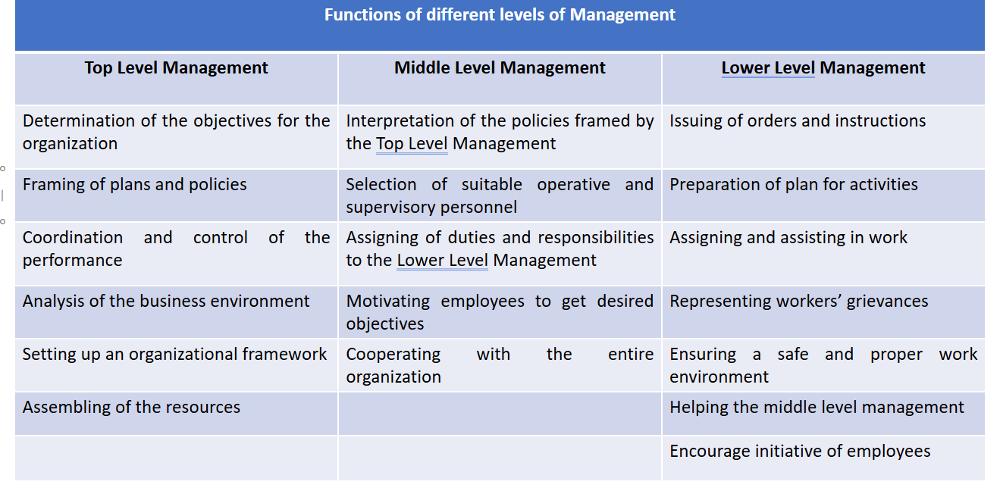 Functions of different levels of Management
Top Level Management
Middle Level Management
Lower Level Management
Determination of the objectives for the
organization
Interpretation of the policies framed by
the Top Level Management
Issuing of orders and instructions
Framing of plans and policies
Selection of suitable operative and
supervisory personnel
Preparation of plan for activities
Coordination and control of the
performance
Assigning of duties and responsibilities
to the Lower Level Management
Assigning and assisting in work
Analysis of the business environment
Motivating employees to get desired
objectives
Representing workers’ grievances
Setting up an organizational framework
Cooperating with the entire
organization
Ensuring a safe and proper work
environment
Assembling of the resources
Helping the middle level management
Encourage initiative of employees